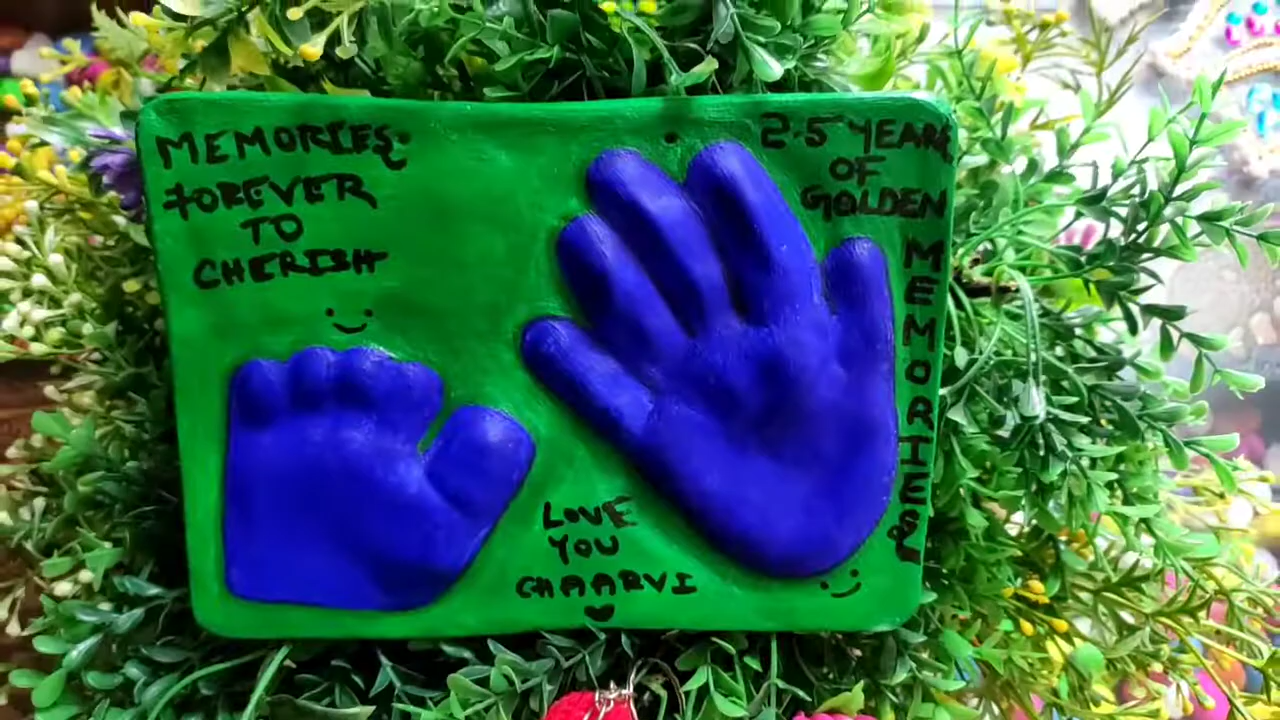 MEMORIES
FOREVER
TO
CHERISH
2.5 YEARS
OF
GOLDEN
MEMORIES
LOVE
YOU
CHAARVI